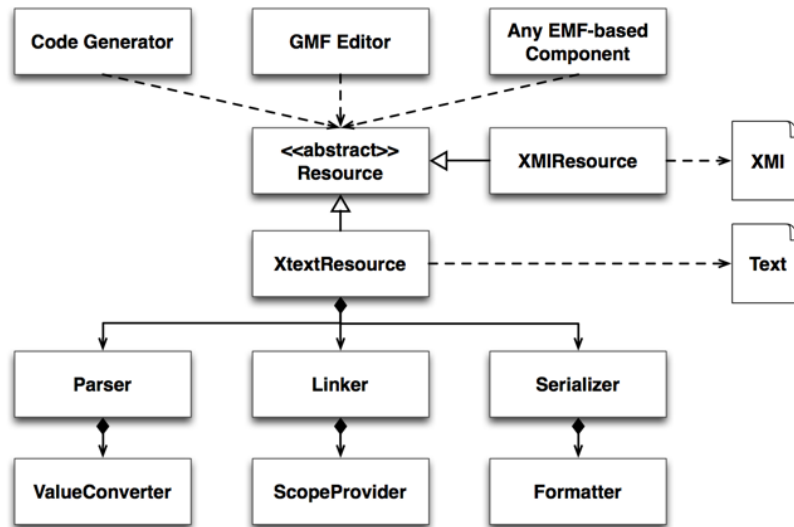 Code Generator
GMF Editor
Any EMF-based
Component
<<abstract>>
Resource
XMIResource
XMI
XtextResource
Text
Parser
Linker
Serializer
ValueConverter
ScopeProvider
Formatter